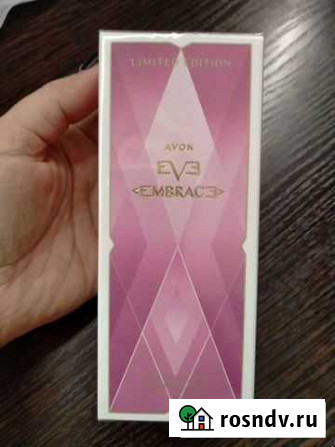 LIMITED EDITION
AVON
EVE
<EMBRACE>
rosndv.ru